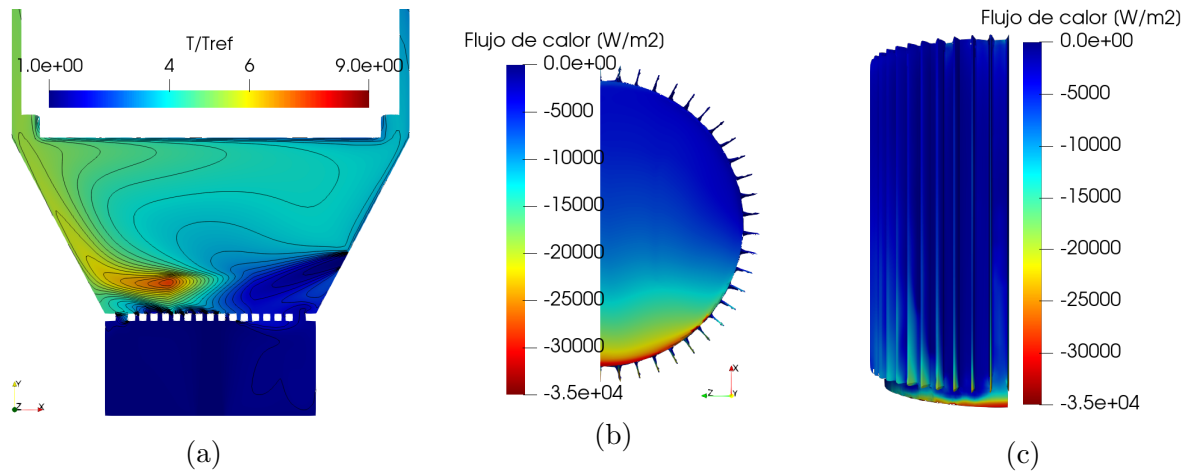 T/Tref
1.0e+00 4 6 9.0e+00
Y
Z X
(a)
Flujo de calor (W/m2)
0.0e+00
-5000
-10000
-15000
-20000
-25000
-30000
-3.5e+04
X
Z Y
(b)
Flujo de calor (W/m2)
0.0e+00
-5000
-10000
-15000
-20000
-25000
-30000
-3.5e+04
Y
Z X
(c)